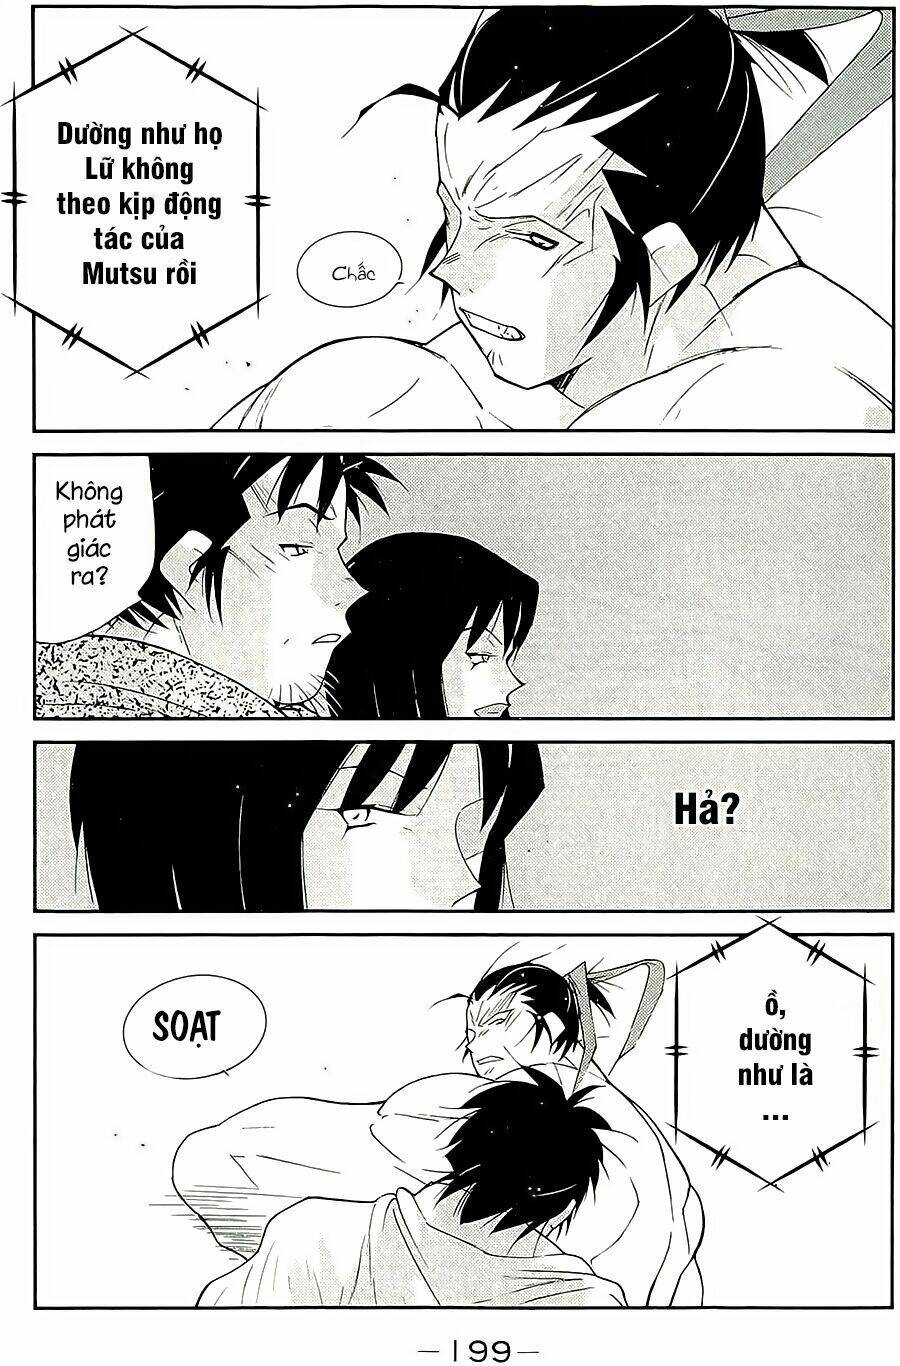 Dường như họ
Lữ không
theo kịp động
tác của
Mutsu rồi
Chắc
Không
phát
giác
ra?
Hả?
SOẠT
ồ,
dường
như là
...
—199—